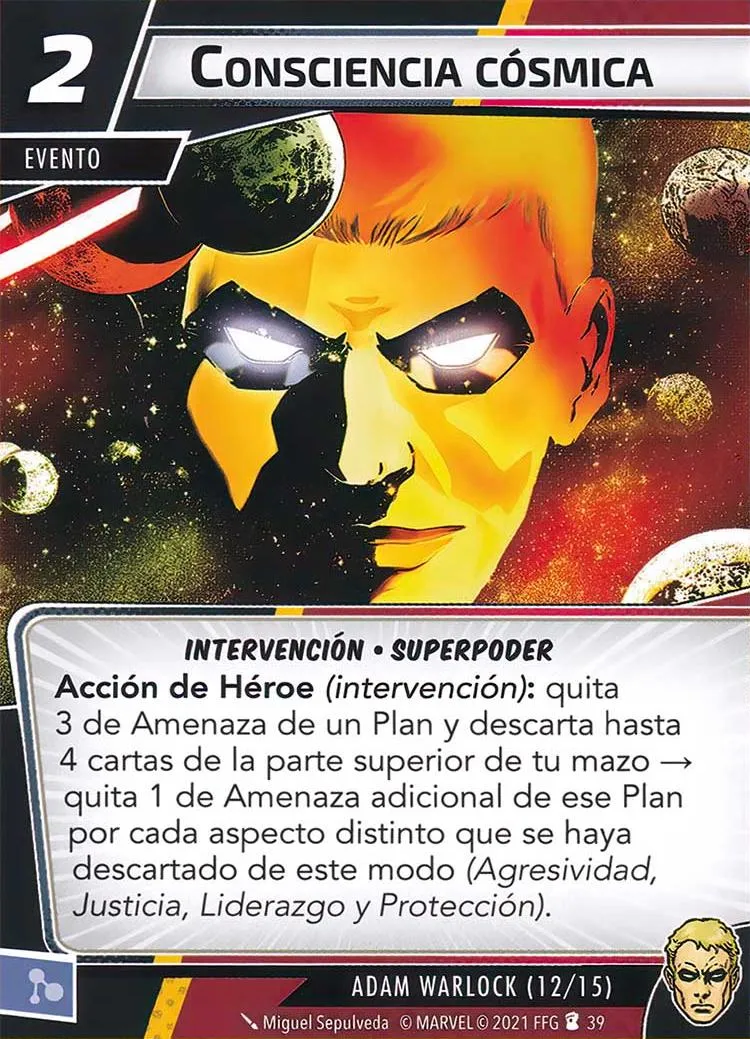 2
CONSCIENCIA CÓSMICA
EVENTO
INTERVENCIÓN • SUPERPODER
Acción de Héroe (intervención): quita
3 de Amenaza de un Plan y descarta hasta
4 cartas de la parte superior de tu mazo →
quita 1 de Amenaza adicional de ese Plan
por cada aspecto distinto que se haya
descartado de este modo (Agresividad,
Justicia, Liderazgo y Protección).
ADAM WARLOCK (12/15)
Miguel Sepulveda © MARVEL © 2021 FFG 39